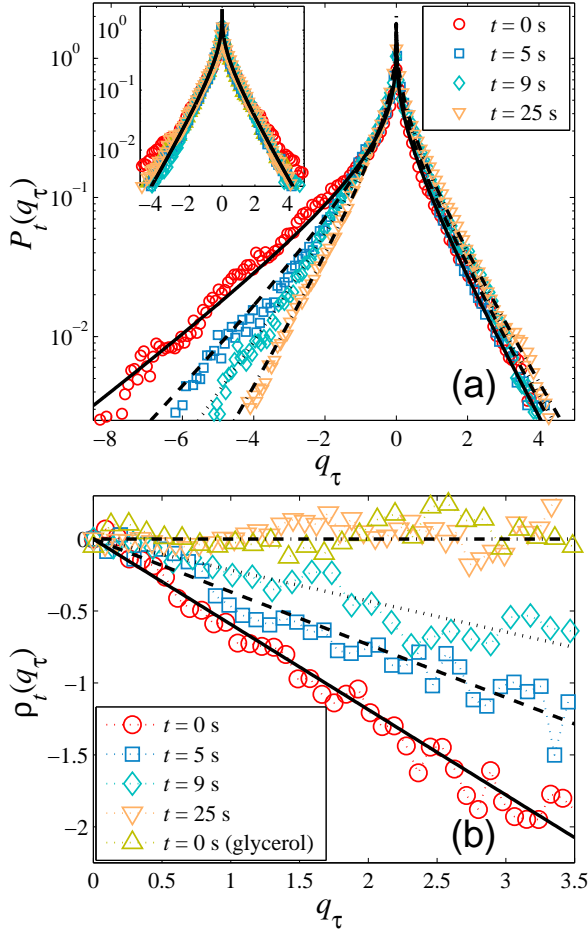 10^0
10^-1
10^-2
P_t(q_τ)
−8 −6 −4 −2 0 2 4
q_τ
(a)
t = 0 s
t = 5 s
t = 9 s
t = 25 s
10^0
10^-1
10^-2
−4 −2 0 2 4
0
−0.5
−1
−1.5
−2
ρ_t(q_τ)
0 0.5 1 1.5 2 2.5 3 3.5
q_τ
(b)
t = 0 s
t = 5 s
t = 9 s
t = 25 s
t = 0 s (glycerol)